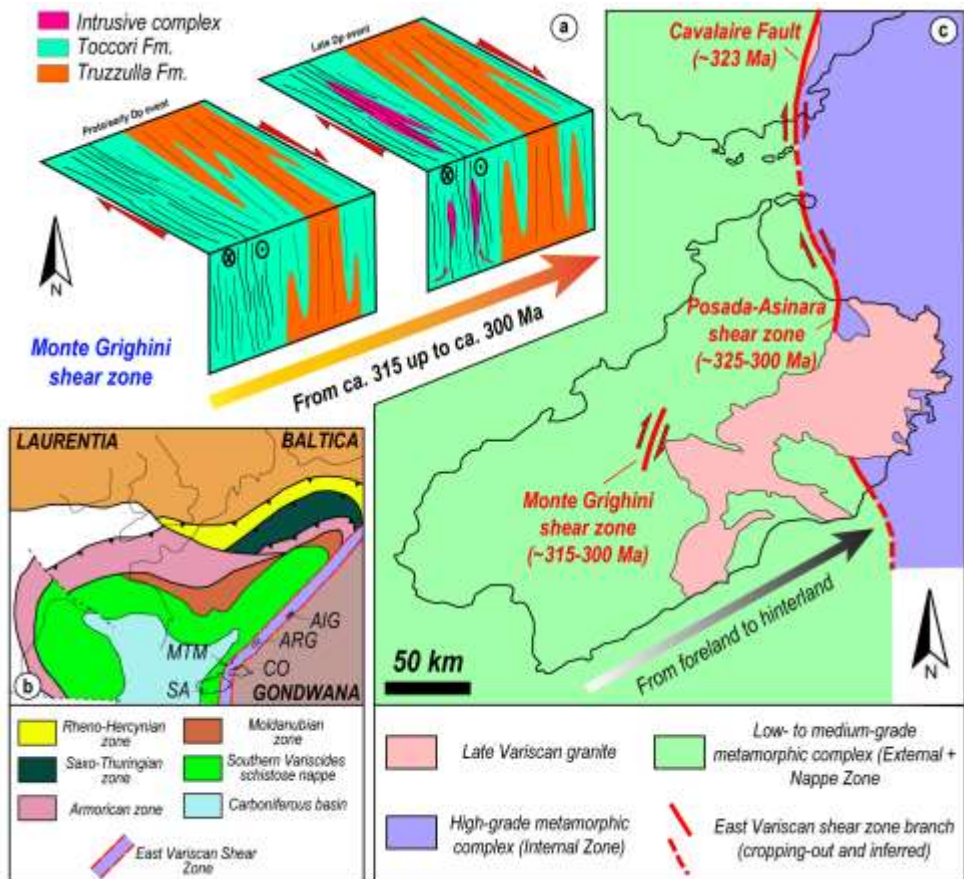 Intrusive complex
Toccori Fm.
Truzzulla Fm.
a
Proto/early Dp event
Late Dp event
N
Monte Grighini
shear zone
From ca. 315 up to ca. 300 Ma
c
Cavalaire Fault
(~323 Ma)
Posada-Asinara
shear zone
(~325-300 Ma)
Monte Grighini
shear zone
(~315-300 Ma)
From foreland to hinterland
50 km
N
LAURENTIA
BALTICA
AIG
ARG
MTM
CO
SA
GONDWANA
b
Rheno-Hercynian
zone
Moldanubian
zone
Saxo-Thuringian
zone
Southern Variscides
schistose nappe
Armorican zone
Carboniferous basin
East Variscan Shear
Zone
Late Variscan granite
Low- to medium-grade
metamorphic complex (External +
Nappe Zone
High-grade metamorphic
complex (Internal Zone)
East Variscan shear zone branch
(cropping-out and inferred)